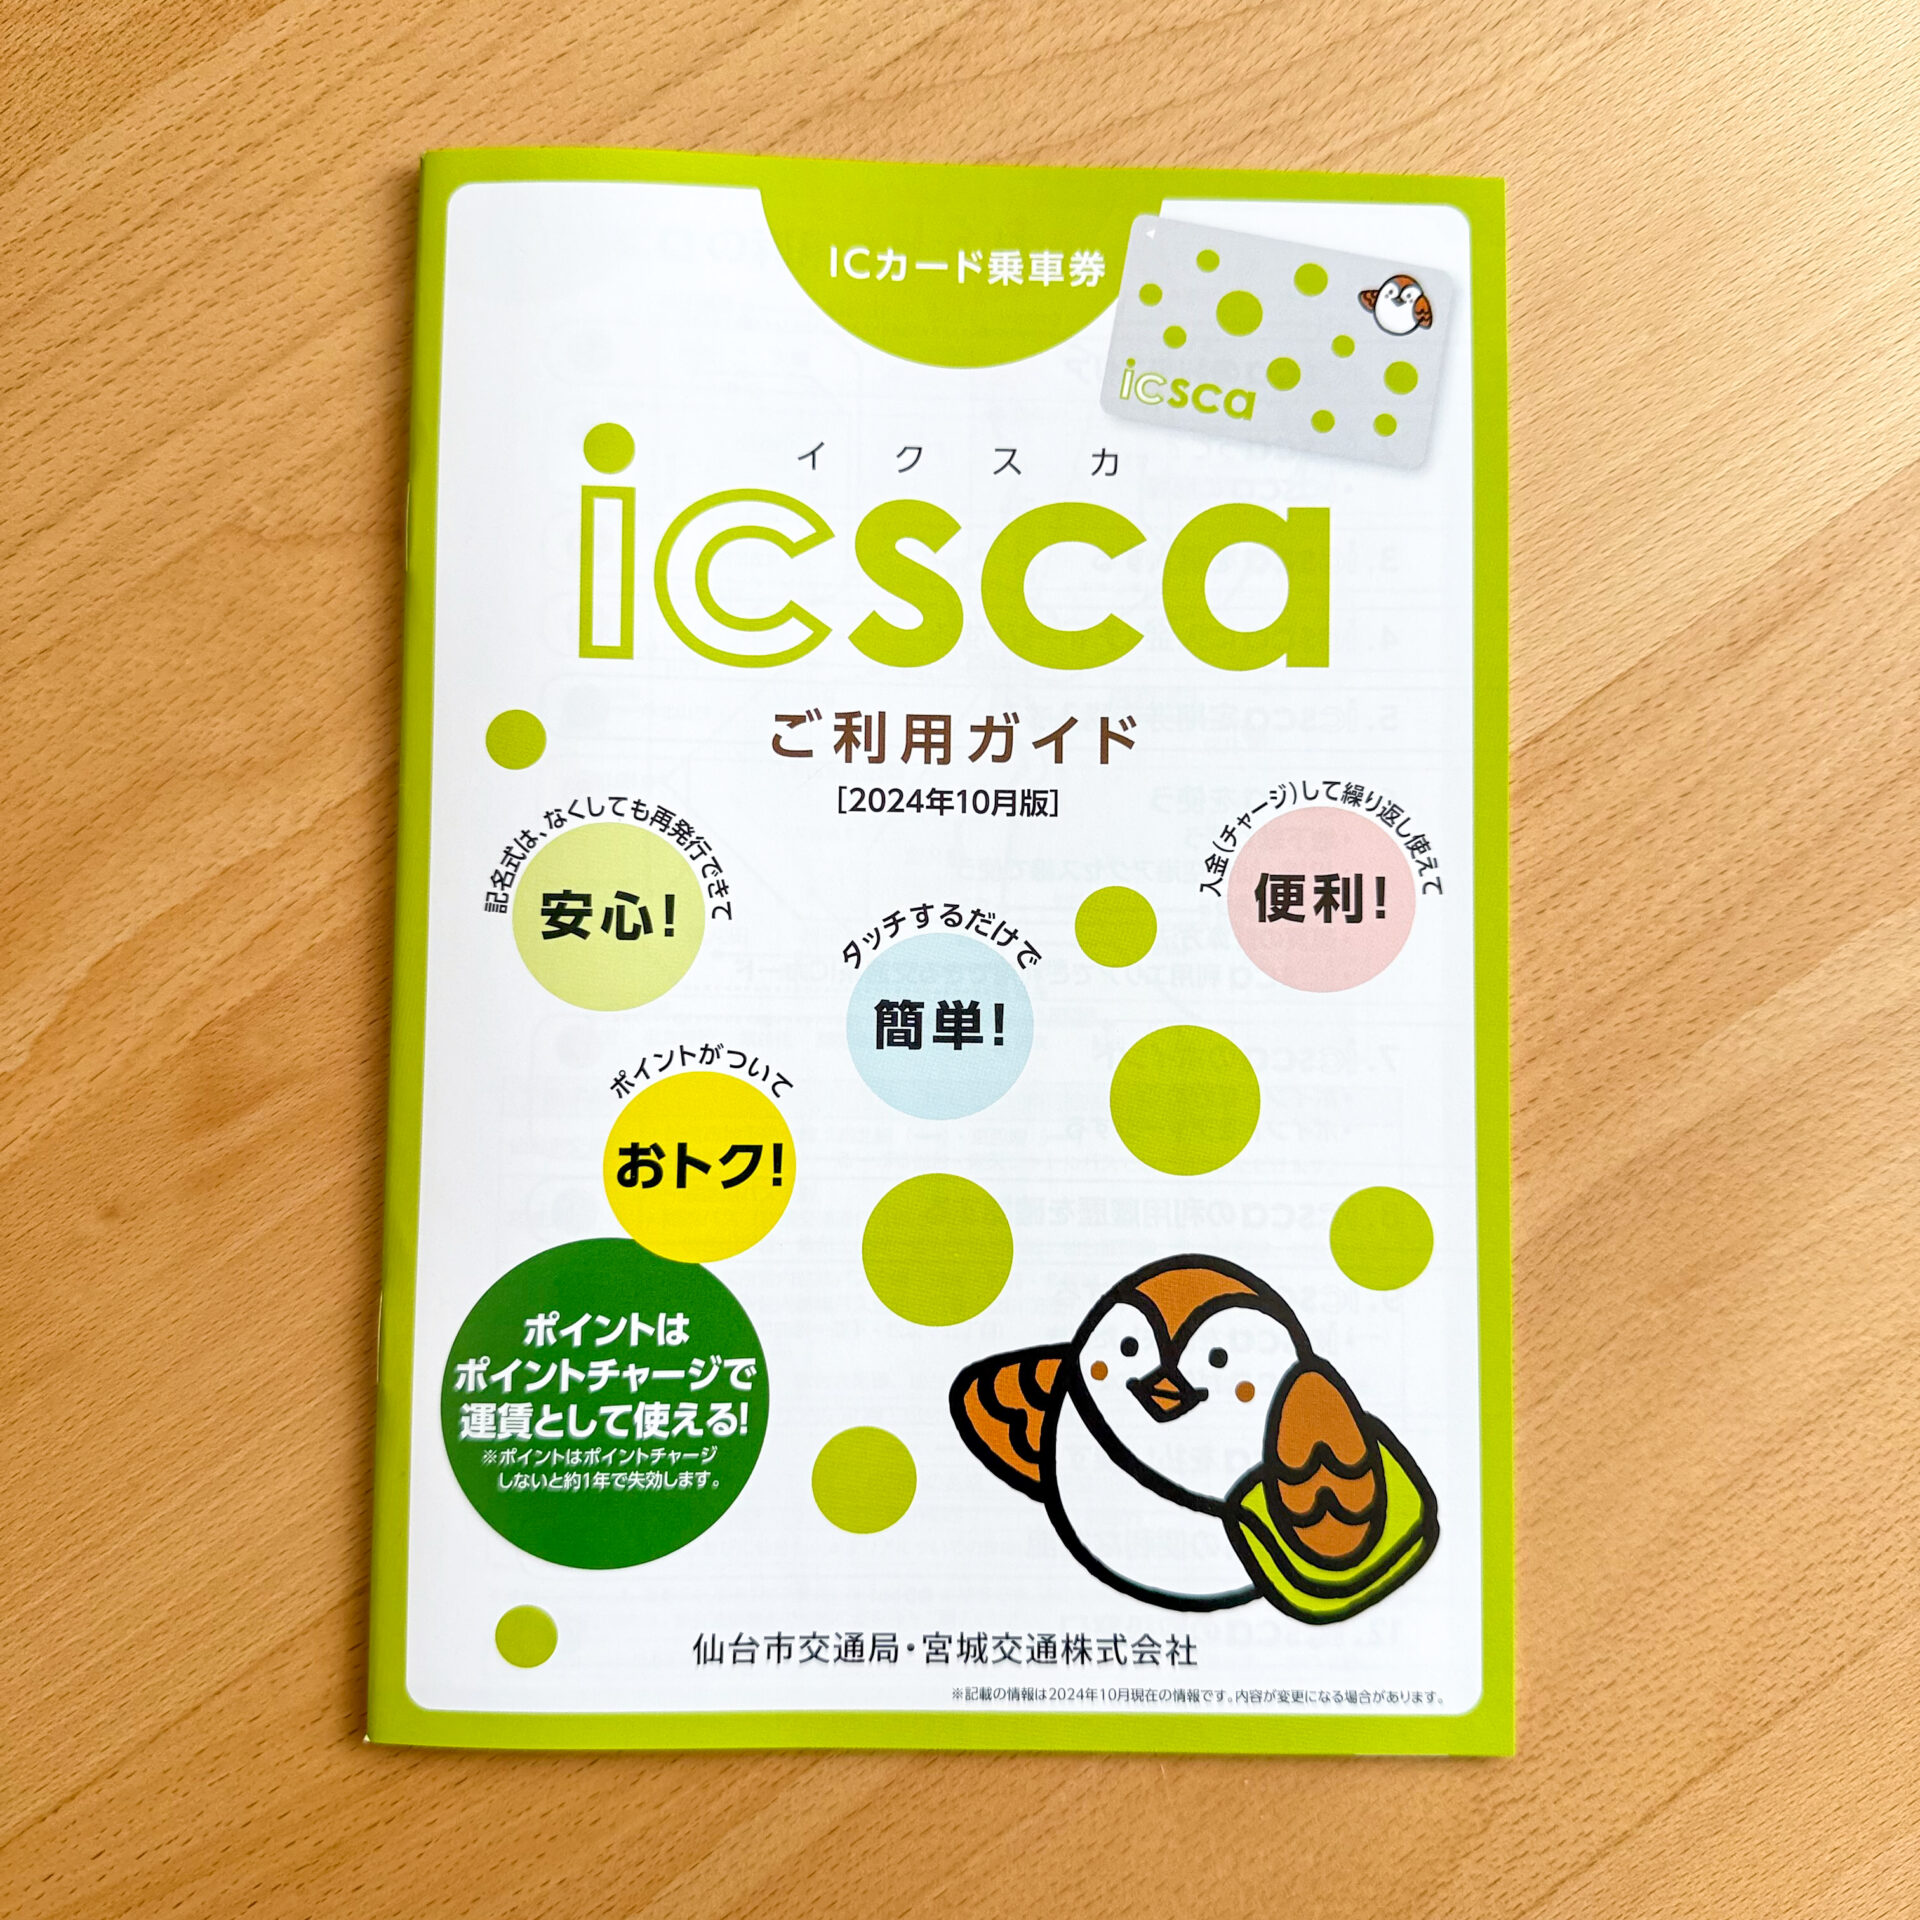 ICカード乗車券
icsca
イクスカ
icsca
ご利用ガイド
[2024年10月版]
記名式は、なくしても再発行できて
安心!
入金(チャージ)して繰り返し使えて
便利!
タッチするだけで
簡単!
ポイントがついて
おトク!
ポイントは
ポイントチャージで
運賃として使える!
※ポイントはポイントチャージ
しないと約1年で失効します。
仙台市交通局・宮城交通株式会社
※記載の情報は2024年10月現在の情報です。内容が変更になる場合があります。